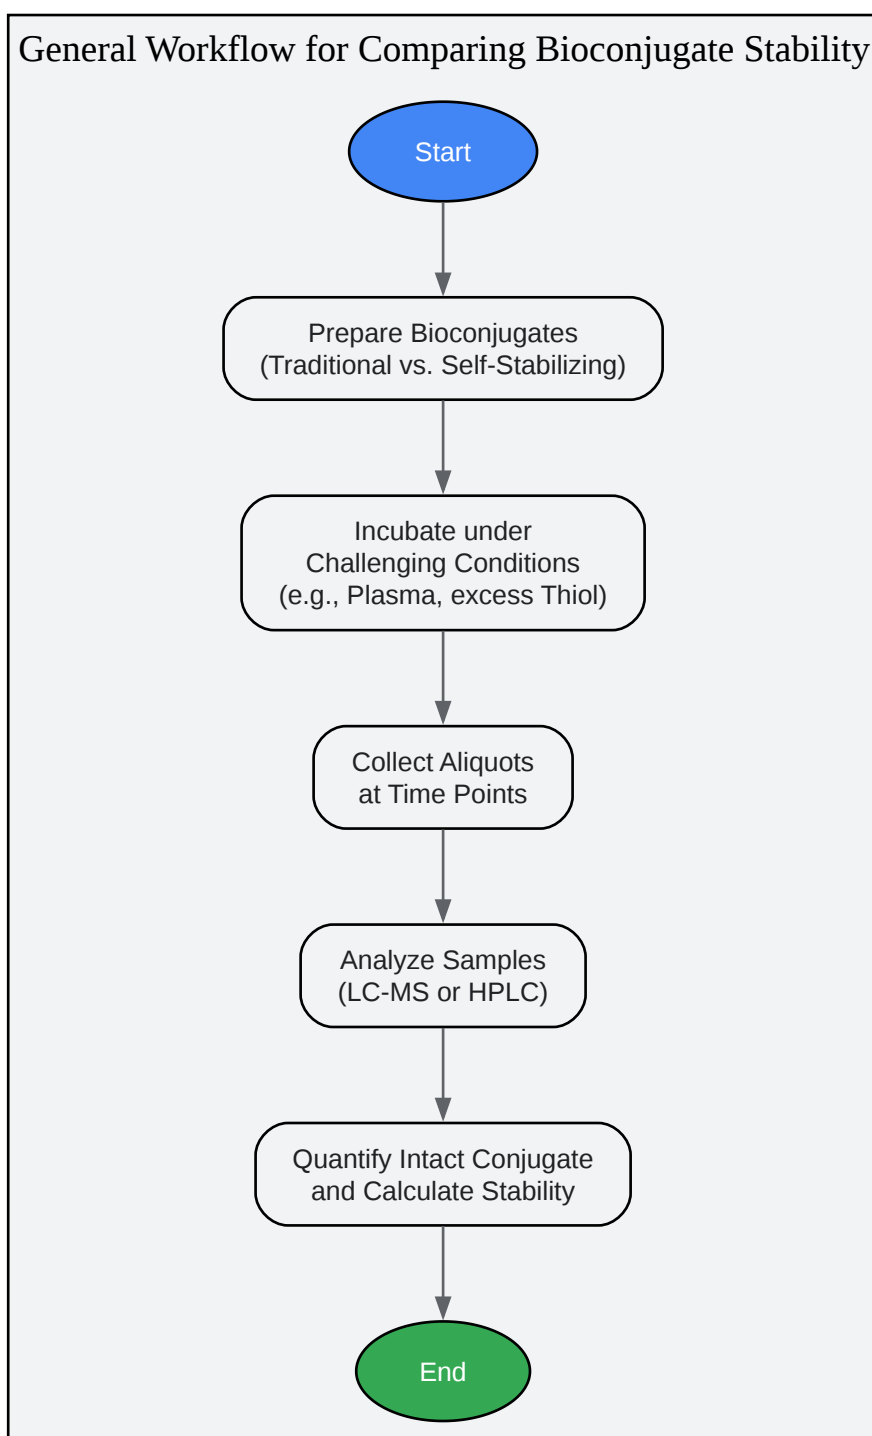 General Workflow for Comparing Bioconjugate Stability
Start
Prepare Bioconjugates
(Traditional vs. Self-Stabilizing)
Incubate under
Challenging Conditions
(e.g., Plasma, excess Thiol)
Collect Aliquots
at Time Points
Analyze Samples
(LC-MS or HPLC)
Quantify Intact Conjugate
and Calculate Stability
End